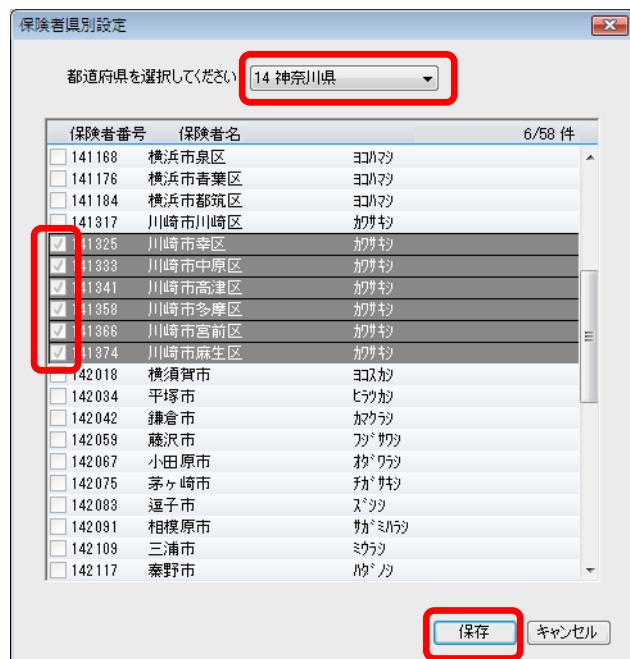 保険者県別設定
都道府県を選択してください 14 神奈川県
保険者番号 保険者名 6/58 件
141168 横浜市泉区 ﾖｺﾊﾏｼ
141176 横浜市青葉区 ﾖｺﾊﾏｼ
141184 横浜市都筑区 ﾖｺﾊﾏｼ
141317 川崎市川崎区 ｶﾜｻｷｼ
141325 川崎市幸区 ｶﾜｻｷｼ
141333 川崎市中原区 ｶﾜｻｷｼ
141341 川崎市高津区 ｶﾜｻｷｼ
141358 川崎市多摩区 ｶﾜｻｷｼ
141366 川崎市宮前区 ｶﾜｻｷｼ
141374 川崎市麻生区 ｶﾜｻｷｼ
142018 横須賀市 ﾖｺｽｶｼ
142034 平塚市 ﾋﾗﾂｶｼ
142042 鎌倉市 ｶﾏｸﾗｼ
142059 藤沢市 ﾌｼﾞｻﾜｼ
142067 小田原市 ｵﾀﾞﾜﾗｼ
142075 茅ヶ崎市 ﾁｶﾞｻｷｼ
142083 逗子市 ｽﾞｼｼ
142091 相模原市 ｻｶﾞﾐﾊﾗｼ
142109 三浦市 ﾐｳﾗｼ
142117 秦野市 ﾊﾀﾞﾉｼ
保存 キャンセル